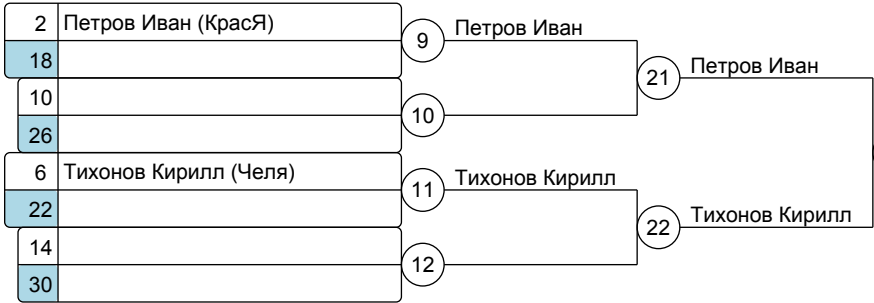 2 Петров Иван (КрасЯ)
18
9 Петров Иван
10
26
10
21 Петров Иван
6 Тихонов Кирилл (Челя)
22
11 Тихонов Кирилл
14
30
12
22 Тихонов Кирилл